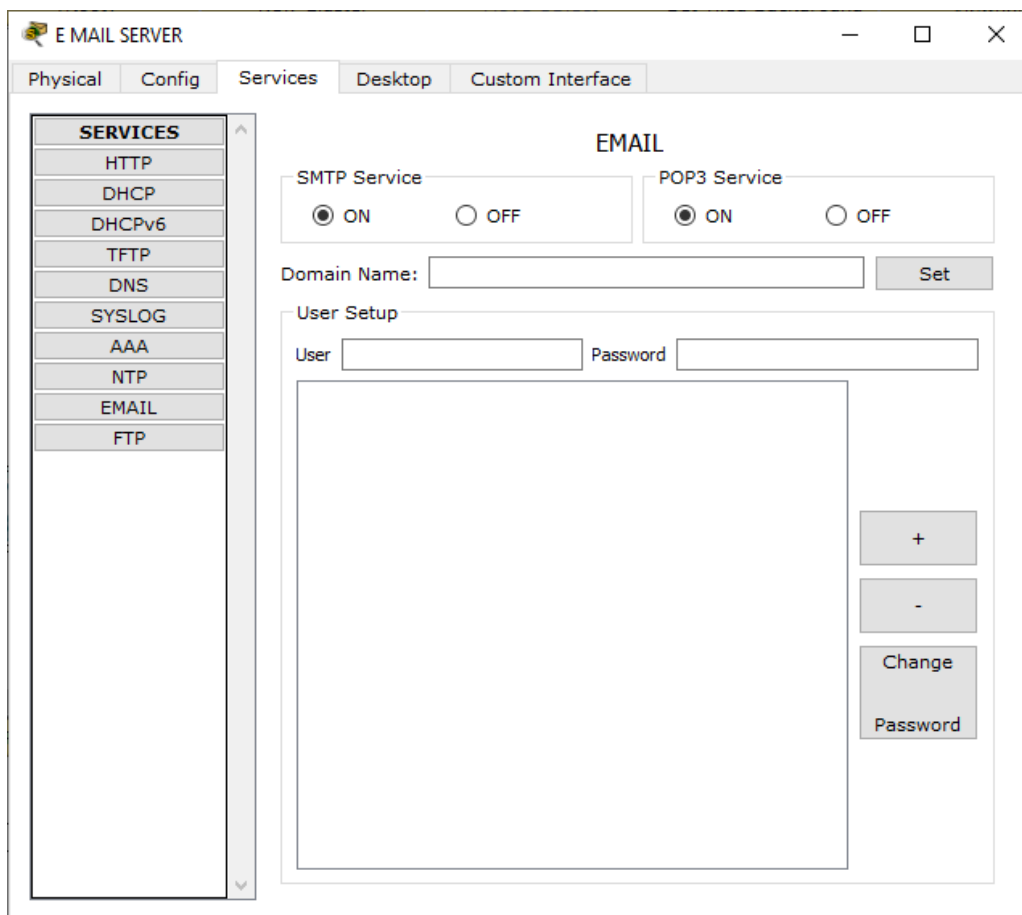 E MAIL SERVER
Physical Config Services Desktop Custom Interface
SERVICES
HTTP
DHCP
DHCPv6
TFTP
DNS
SYSLOG
AAA
NTP
EMAIL
FTP
EMAIL
SMTP Service
ON OFF
POP3 Service
ON OFF
Domain Name: Set
User Setup
User Password
+
-
Change
Password